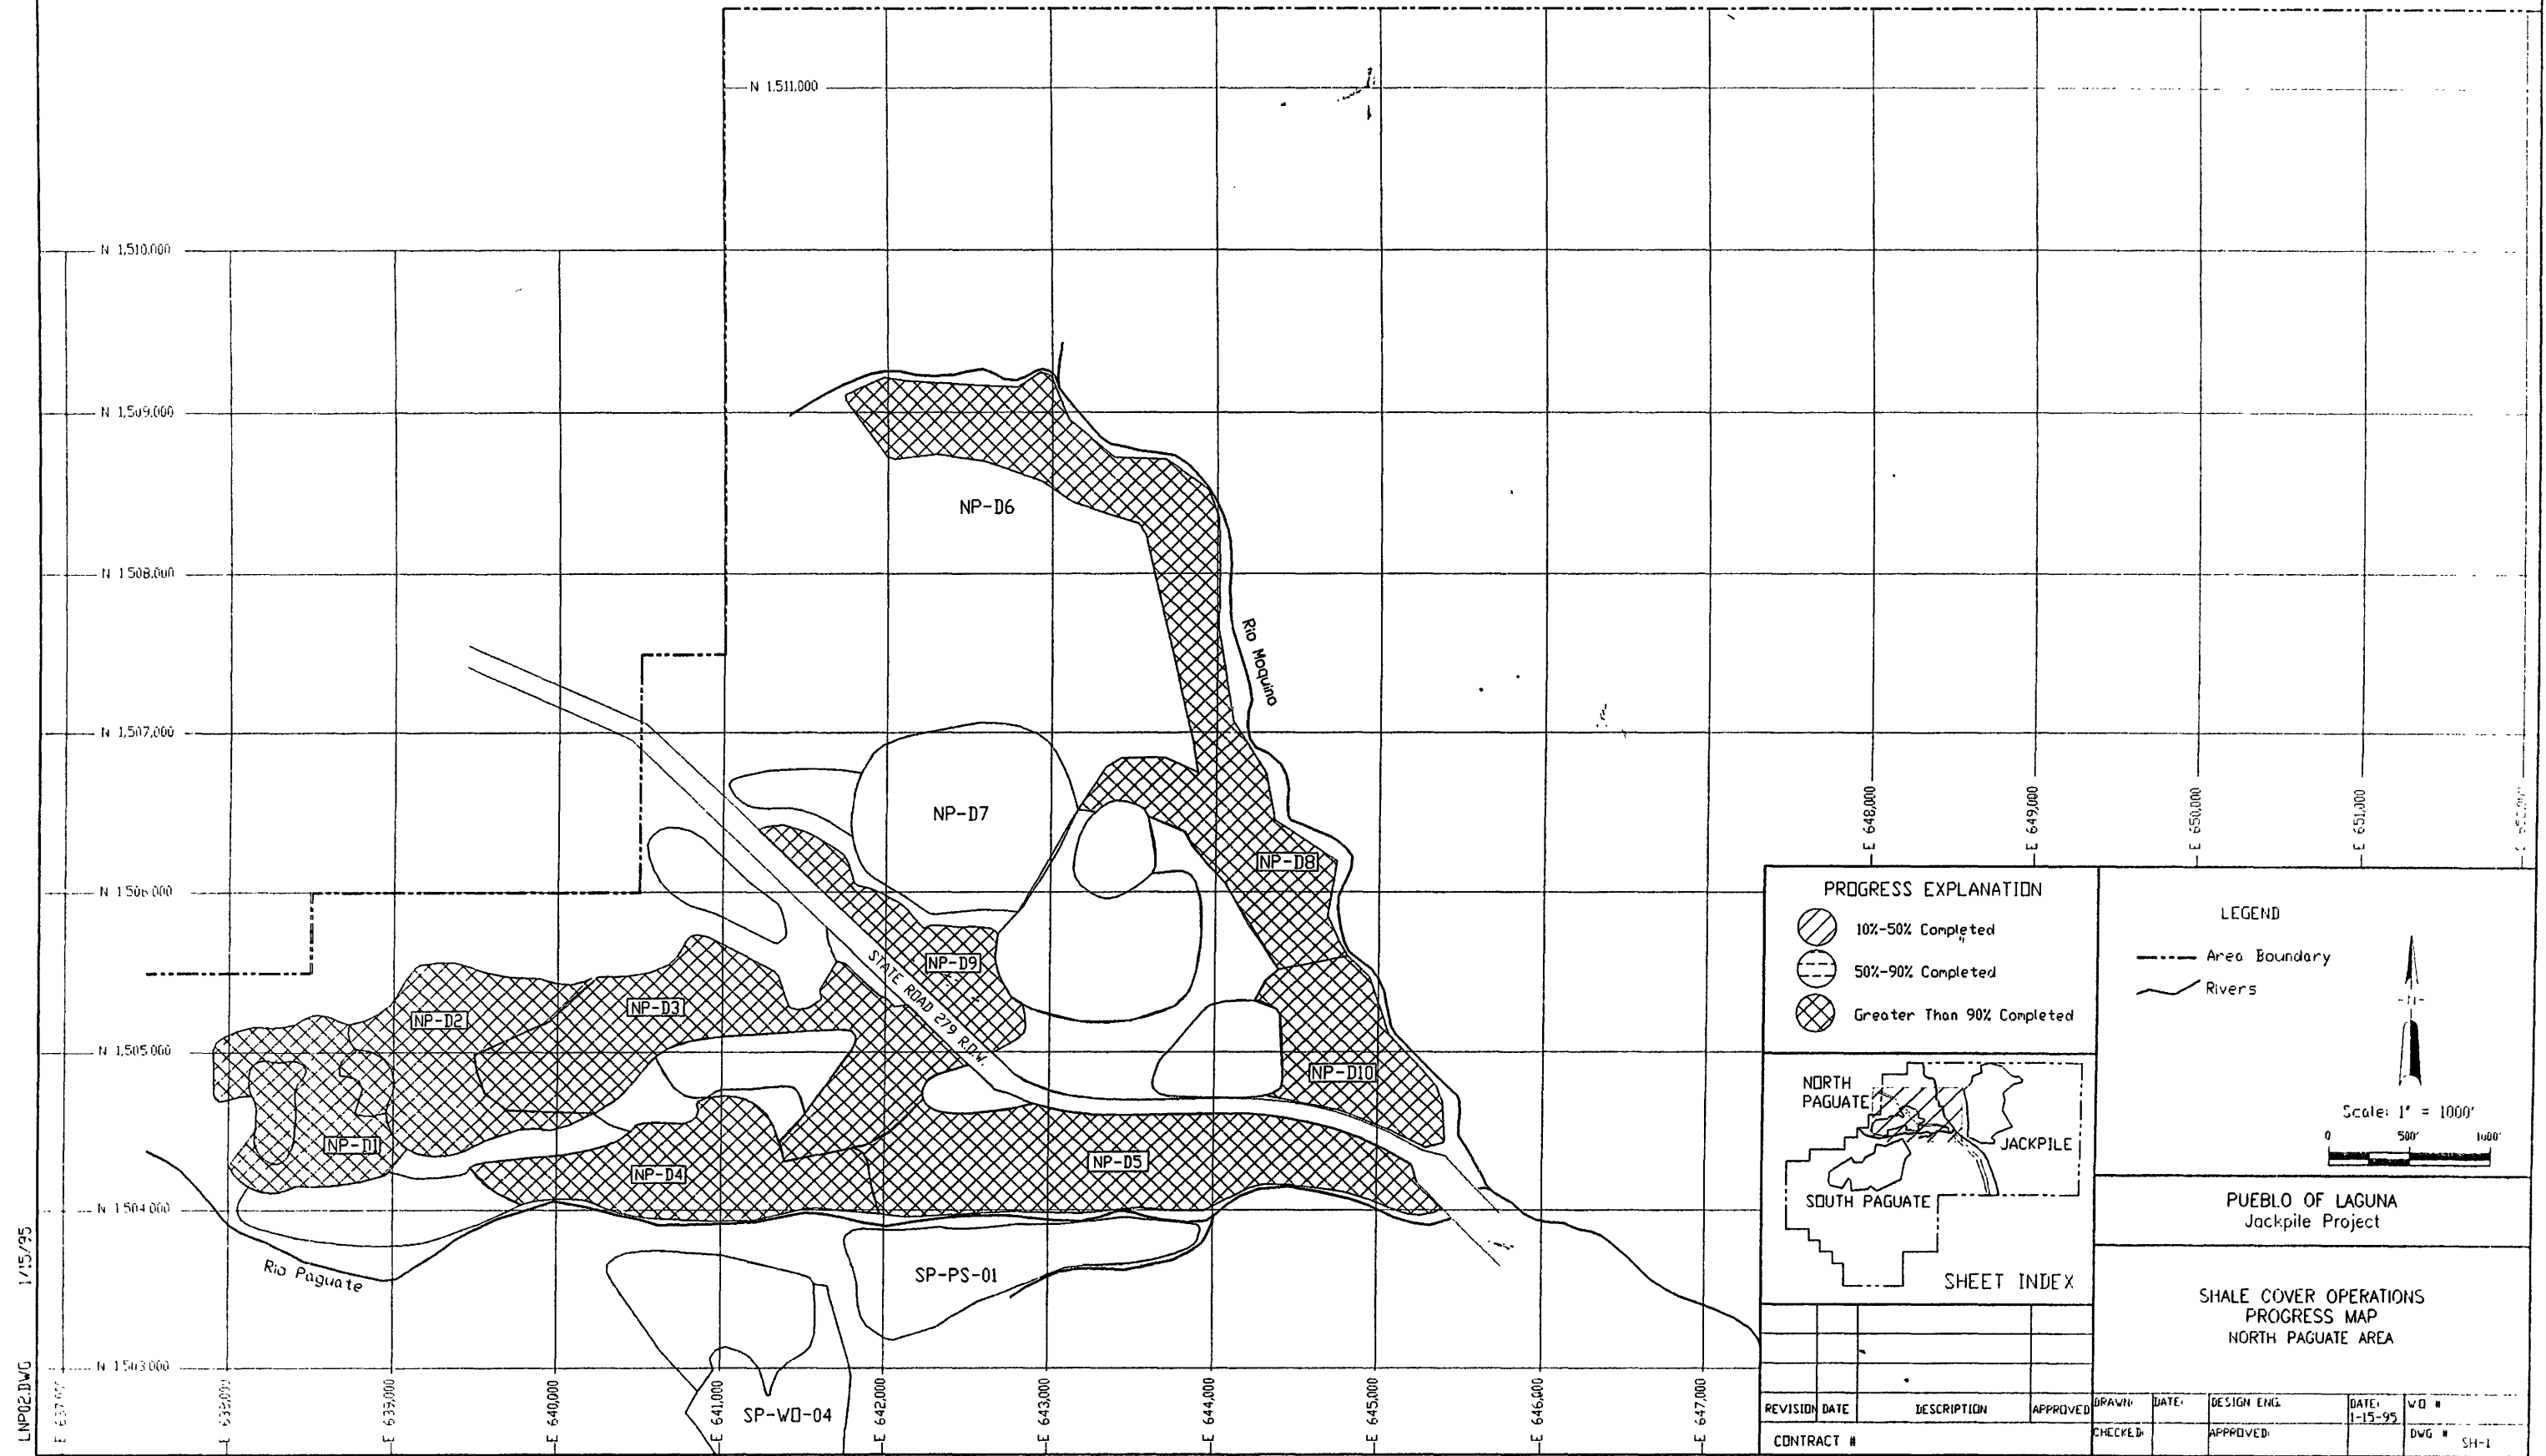 N 1,511,000
N 1,510,000
N 1,509,000
N 1,508,000
N 1,507,000
N 1,506,000
N 1,505,000
N 1,504,000
N 1,503,000
NP-D6
Rio Moquino
NP-D7
NP-D8
NP-D9
STATE ROAD 279 R.O.W.
NP-D2
NP-D3
NP-D1
NP-D10
NP-D4
NP-D5
Rio Paguate
SP-PS-01
SP-WD-04
E 638,000
E 639,000
E 640,000
E 641,000
E 642,000
E 643,000
E 644,000
E 645,000
E 646,000
E 647,000
E 648,000
E 649,000
E 650,000
E 651,000
LNP02.DWG 1/15/95
PROGRESS EXPLANATION
10%-50% Completed
50%-90% Completed
Greater Than 90% Completed
LEGEND
Area Boundary
Rivers
-N-
Scale: 1" = 1000'
0 500' 1000'
NORTH
PAGUATE
JACKPILE
SOUTH PAGUATE
SHEET INDEX
PUEBLO OF LAGUNA
Jackpile Project
SHALE COVER OPERATIONS
PROGRESS MAP
NORTH PAGUATE AREA
REVISION DATE DESCRIPTION APPROVED
CONTRACT #
DRAWN: DATE: DESIGN ENG. DATE: 1-15-95 WO #
CHECKED: APPROVED: DWG # SH-1